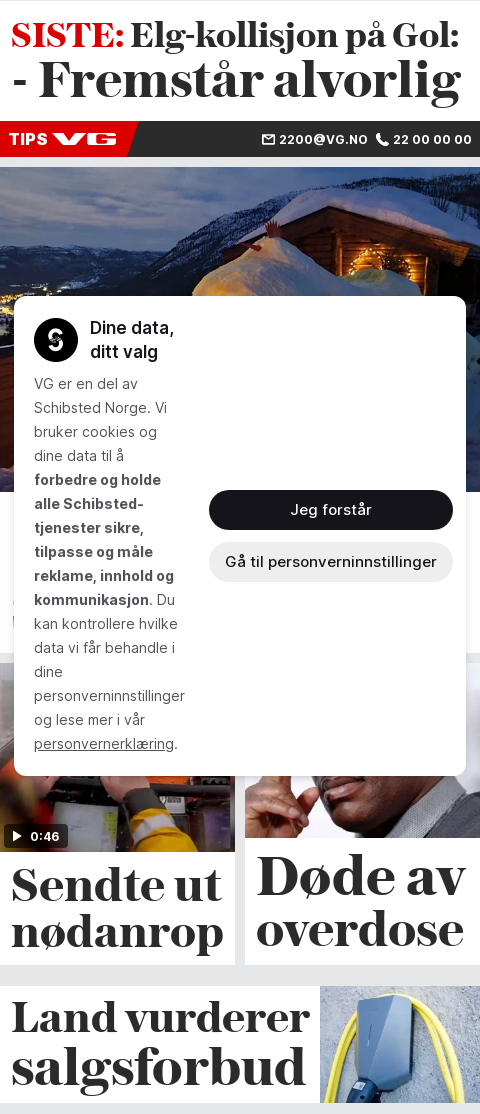 SISTE: Elg-kollisjon på Gol:
- Fremstår alvorlig
TIPS VG
2200@VG.NO 22 00 00 00
Dine data,
ditt valg
VG er en del av
Schibsted Norge. Vi
bruker cookies og
dine data til å
forbedre og holde
alle Schibsted-
tjenester sikre,
tilpasse og måle
reklame, innhold og
kommunikasjon. Du
kan kontrollere hvilke
data vi får behandle i
dine
personverninnstillinger
og lese mer i vår
personvernerklæring.
Jeg forstår
Gå til personverninnstillinger
0:46
Sendte ut
nødanrop
Døde av
overdose
Land vurderer
salgsforbud